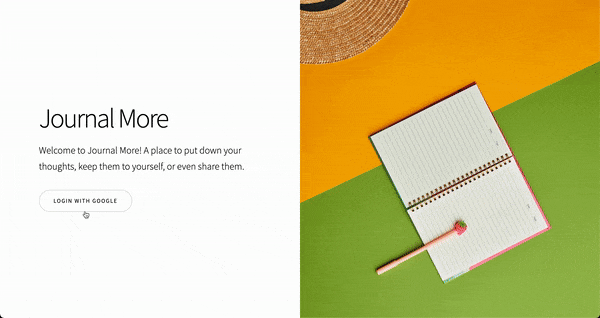 Journal More
Welcome to Journal More! A place to put down your
thoughts, keep them to yourself, or even share them.
LOGIN WITH GOOGLE